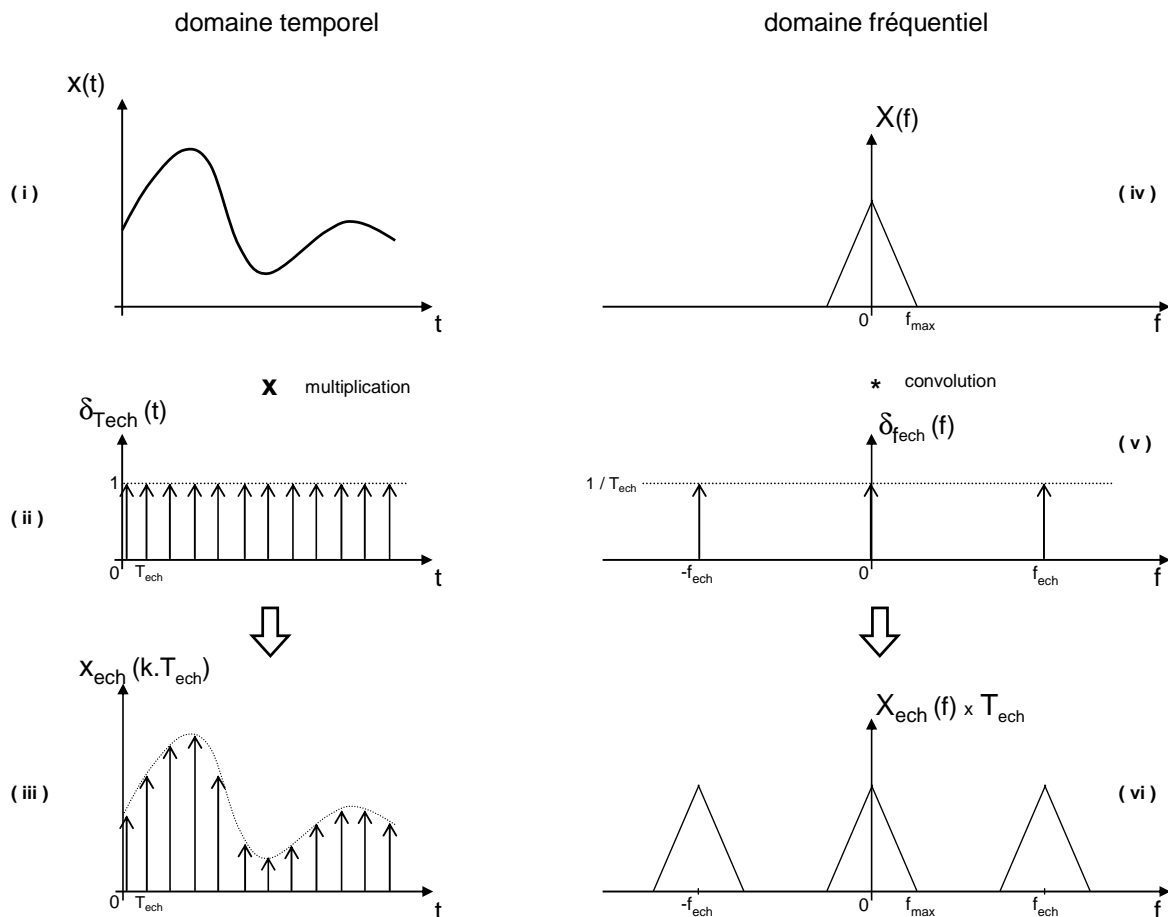 domaine temporel
domaine fréquentiel
x(t)
X(f)
( i )
( iv )
t
0
f_max
f
x multiplication
* convolution
δ_Tech (t)
δ_fech (f)
( v )
1
1 / T_ech
( ii )
0 T_ech
t
-f_ech
0
f_ech
f
x_ech (k.T_ech)
X_ech (f) x T_ech
( iii )
( vi )
0 T_ech
t
-f_ech
0
f_max
f_ech
f